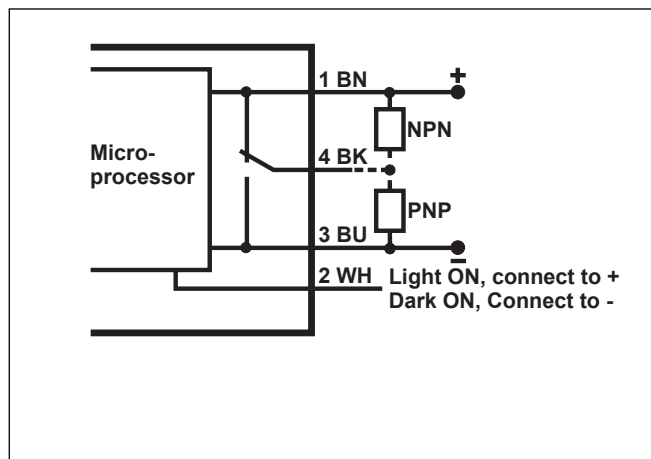 1 BN
+
NPN
Micro-
processor
4 BK
PNP
3 BU
-
2 WH
Light ON, connect to +
Dark ON, Connect to -